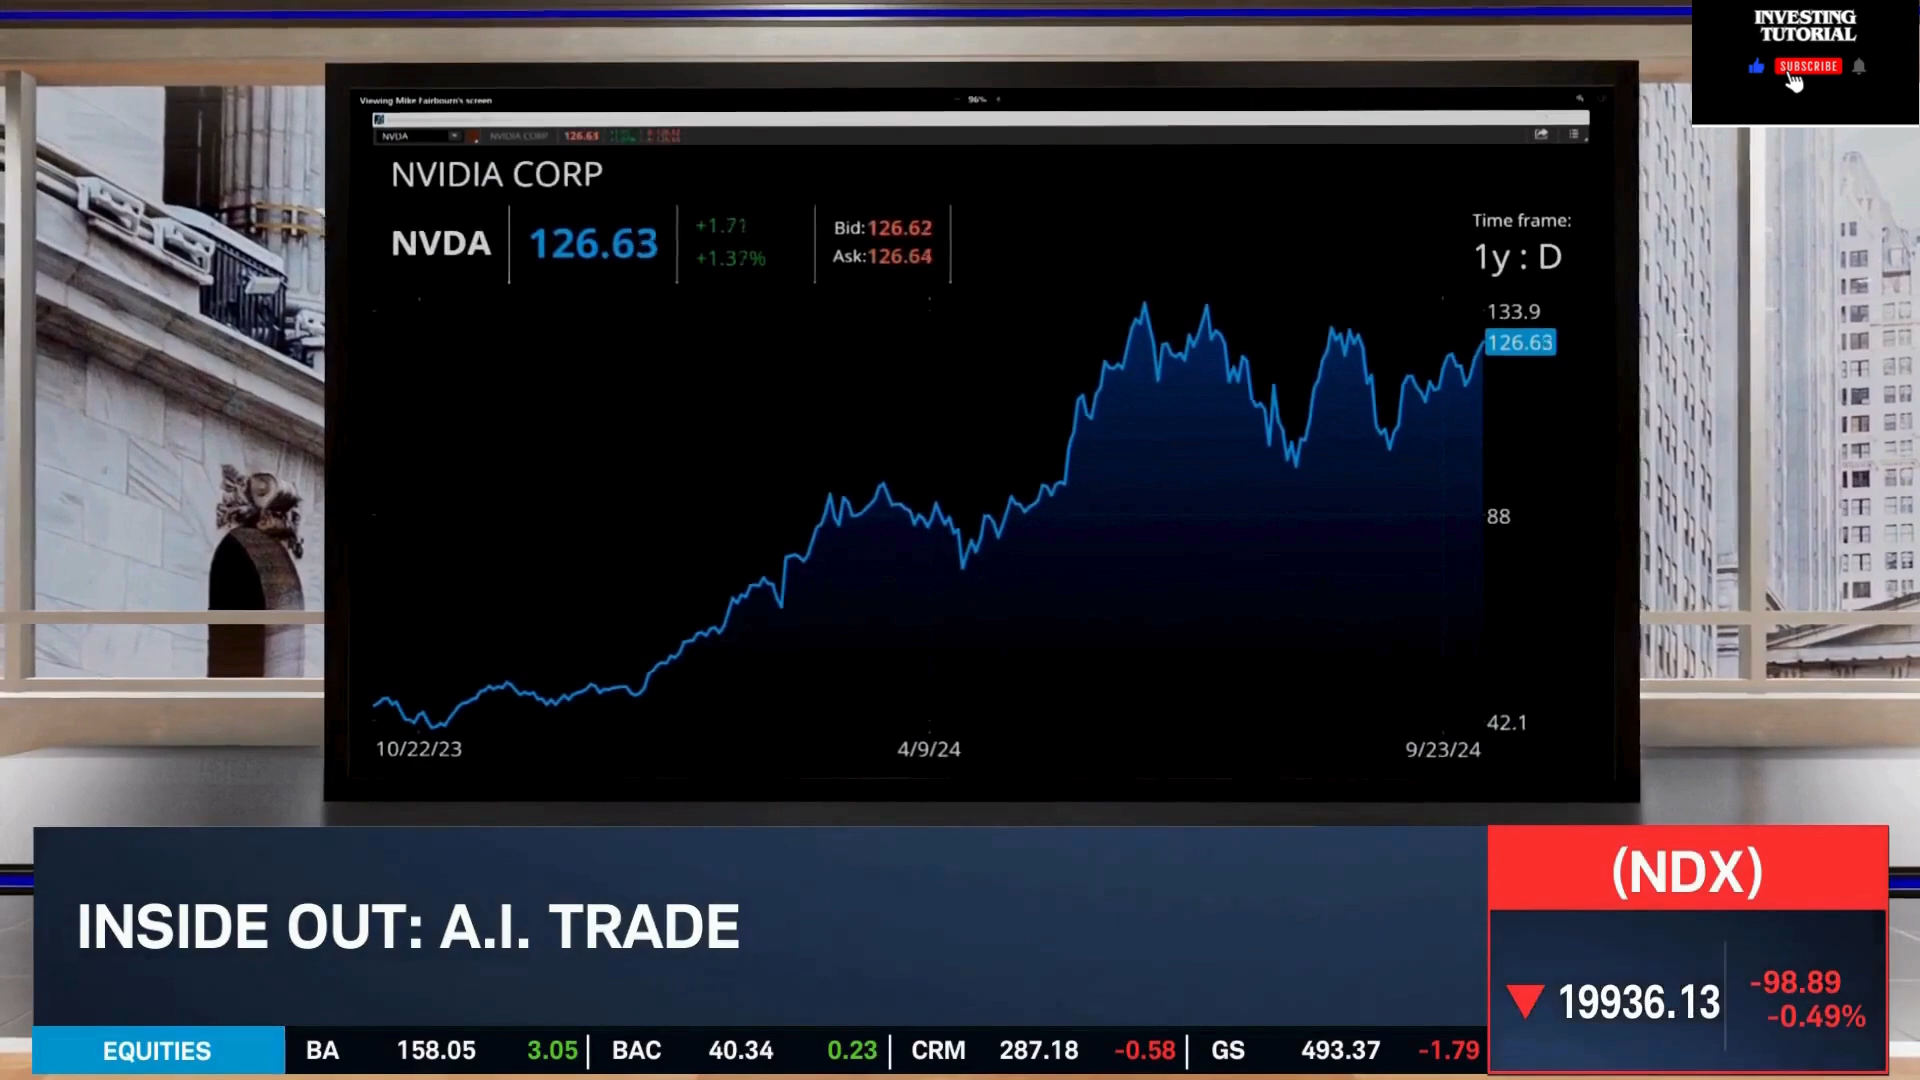 INVESTING
TUTORIAL
SUBSCRIBE
Viewing Mike Fairbourn's screen
96%
NVDA NVIDIA CORP 126.63
NVIDIA CORP
NVDA 126.63
+1.71
+1.37%
Bid:126.62
Ask:126.64
Time frame:
1y : D
133.9
126.63
88
42.1
10/22/23 4/9/24 9/23/24
INSIDE OUT: A.I. TRADE
(NDX)
19936.13
-98.89
-0.49%
EQUITIES BA 158.05 3.05 BAC 40.34 0.23 CRM 287.18 -0.58 GS 493.37 -1.79